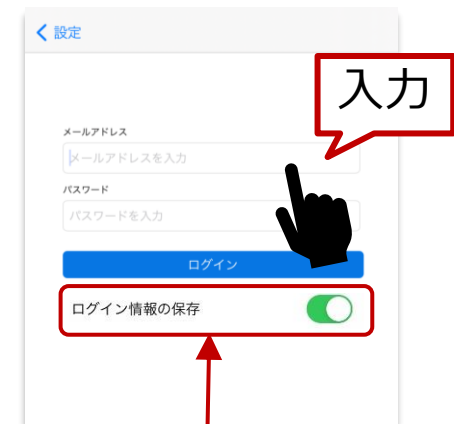 設定
入力
メールアドレス
メールアドレスを入力
パスワード
パスワードを入力
ログイン
ログイン情報の保存